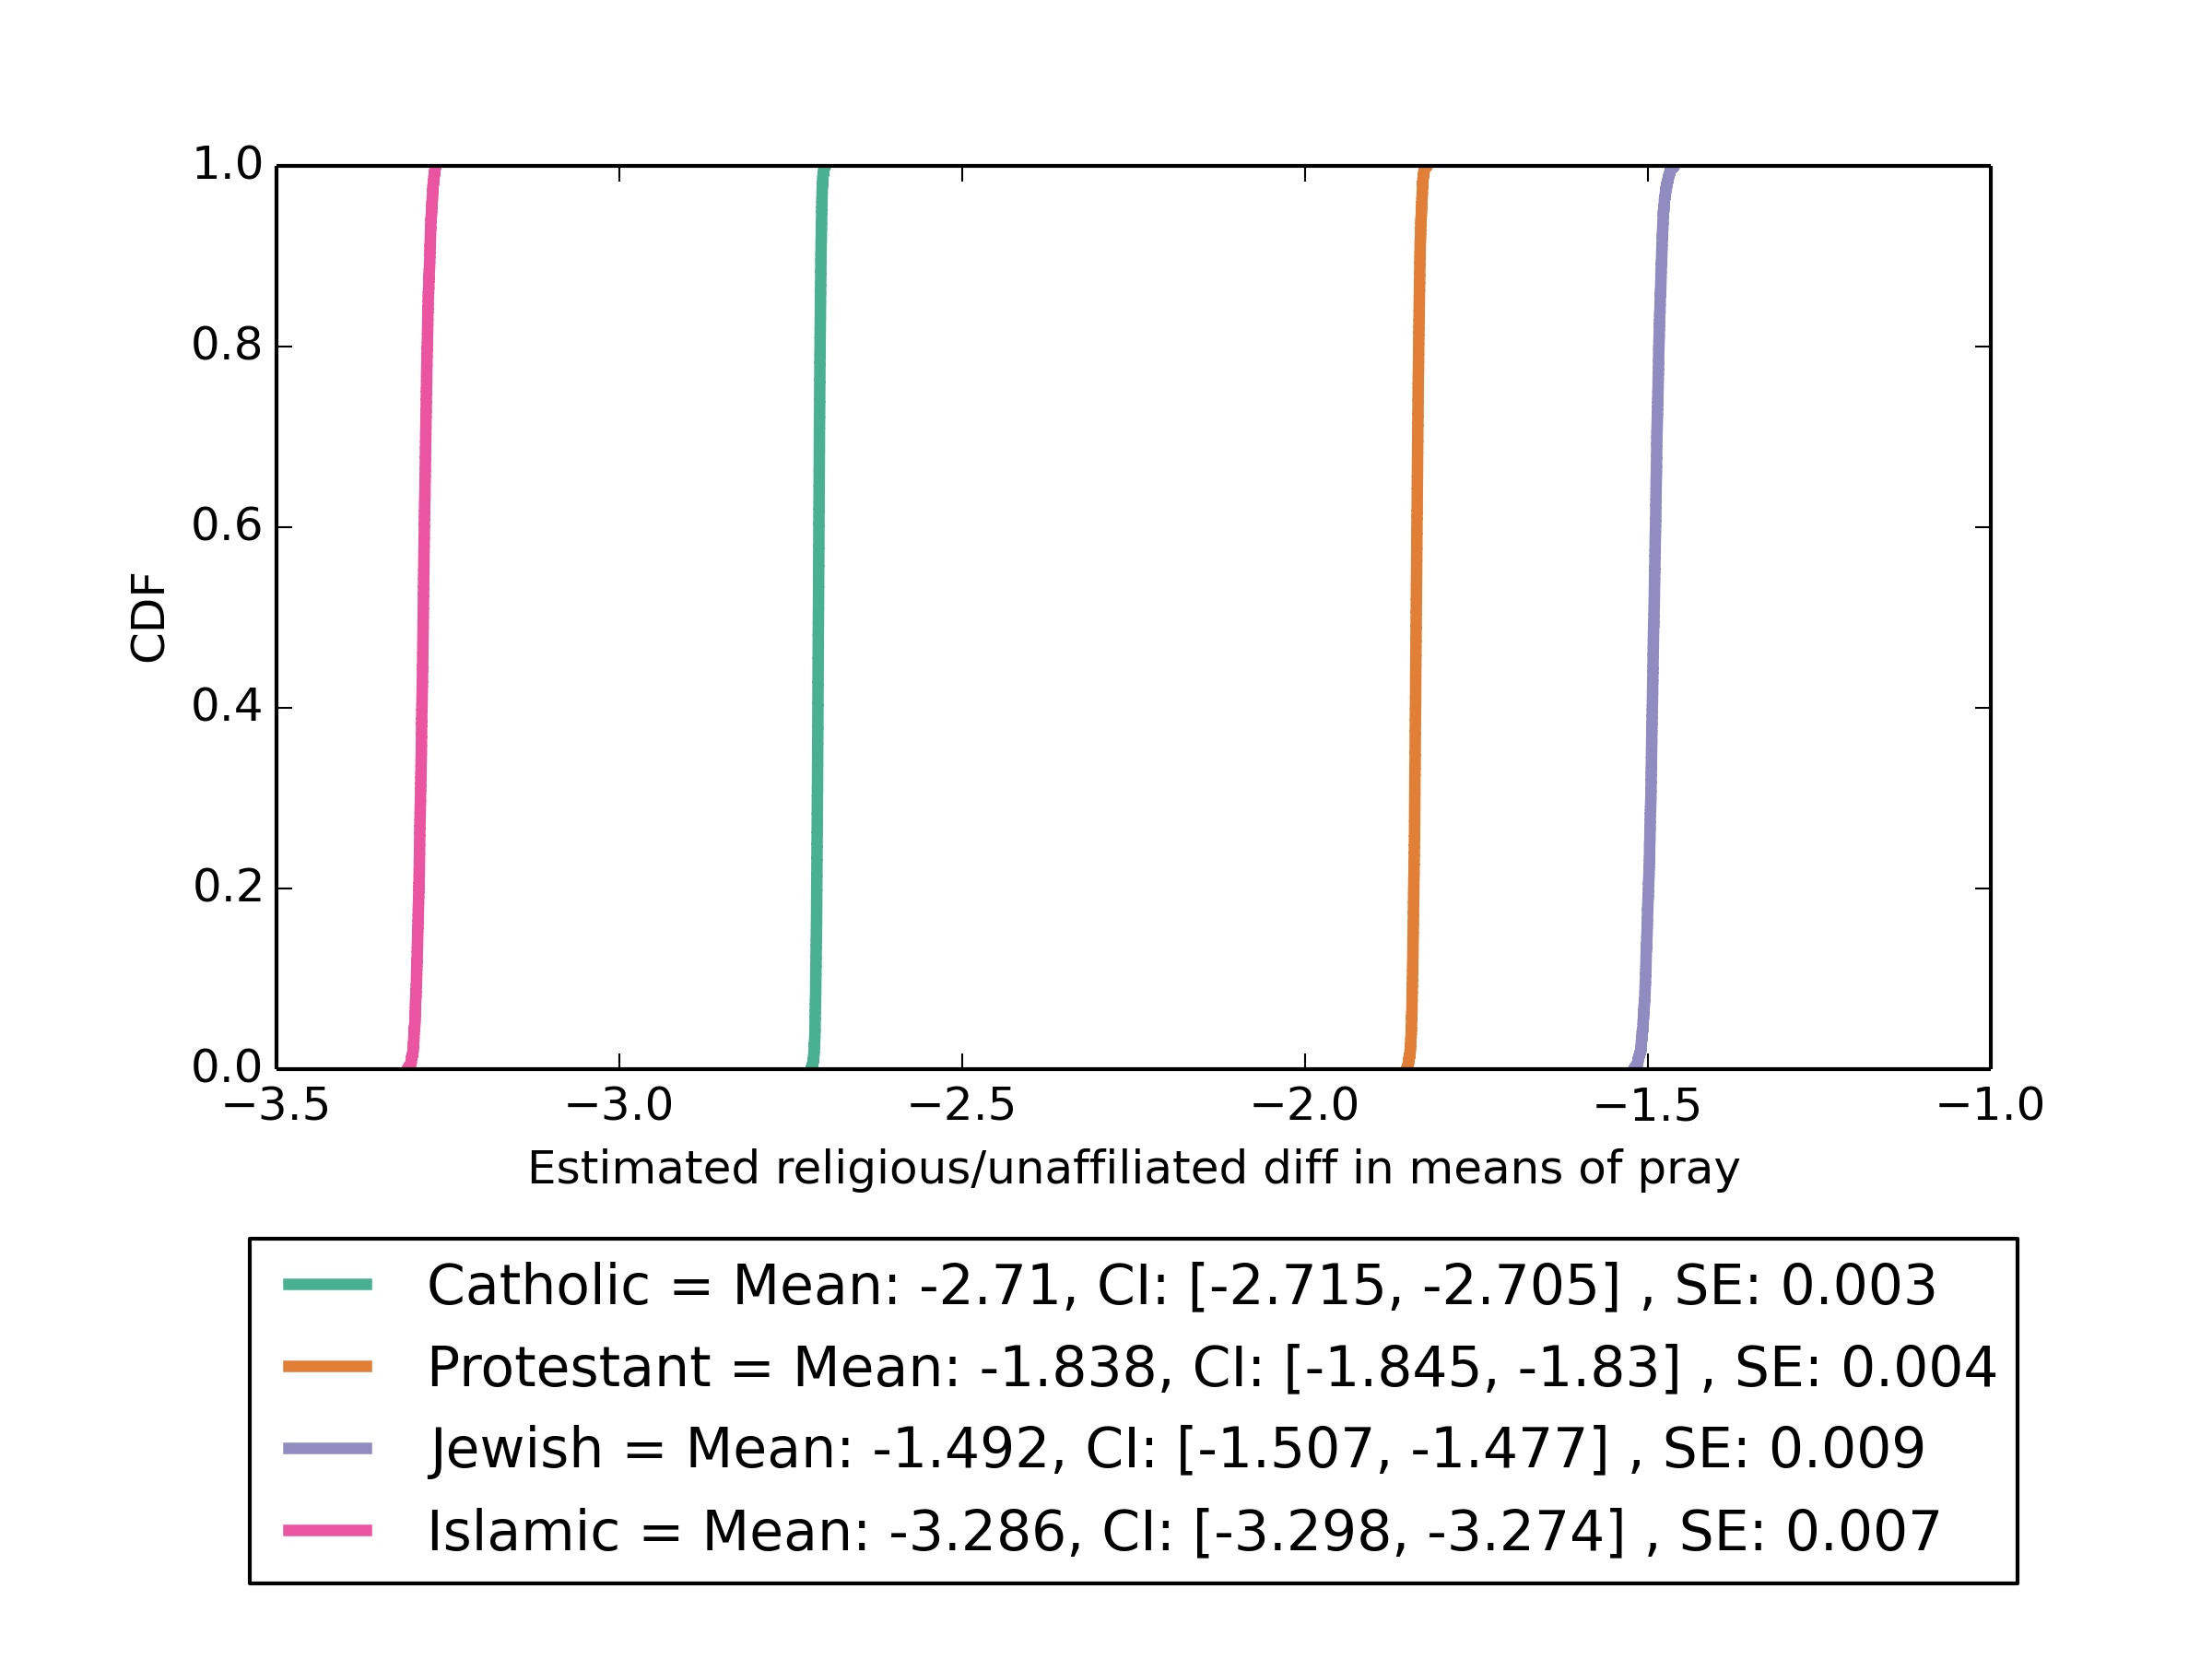 1.0
0.8
0.6
0.4
0.2
0.0
CDF
−3.5 −3.0 −2.5 −2.0 −1.5 −1.0
Estimated religious/unaffiliated diff in means of pray
Catholic = Mean: -2.71, CI: [-2.715, -2.705] , SE: 0.003
Protestant = Mean: -1.838, CI: [-1.845, -1.83] , SE: 0.004
Jewish = Mean: -1.492, CI: [-1.507, -1.477] , SE: 0.009
Islamic = Mean: -3.286, CI: [-3.298, -3.274] , SE: 0.007